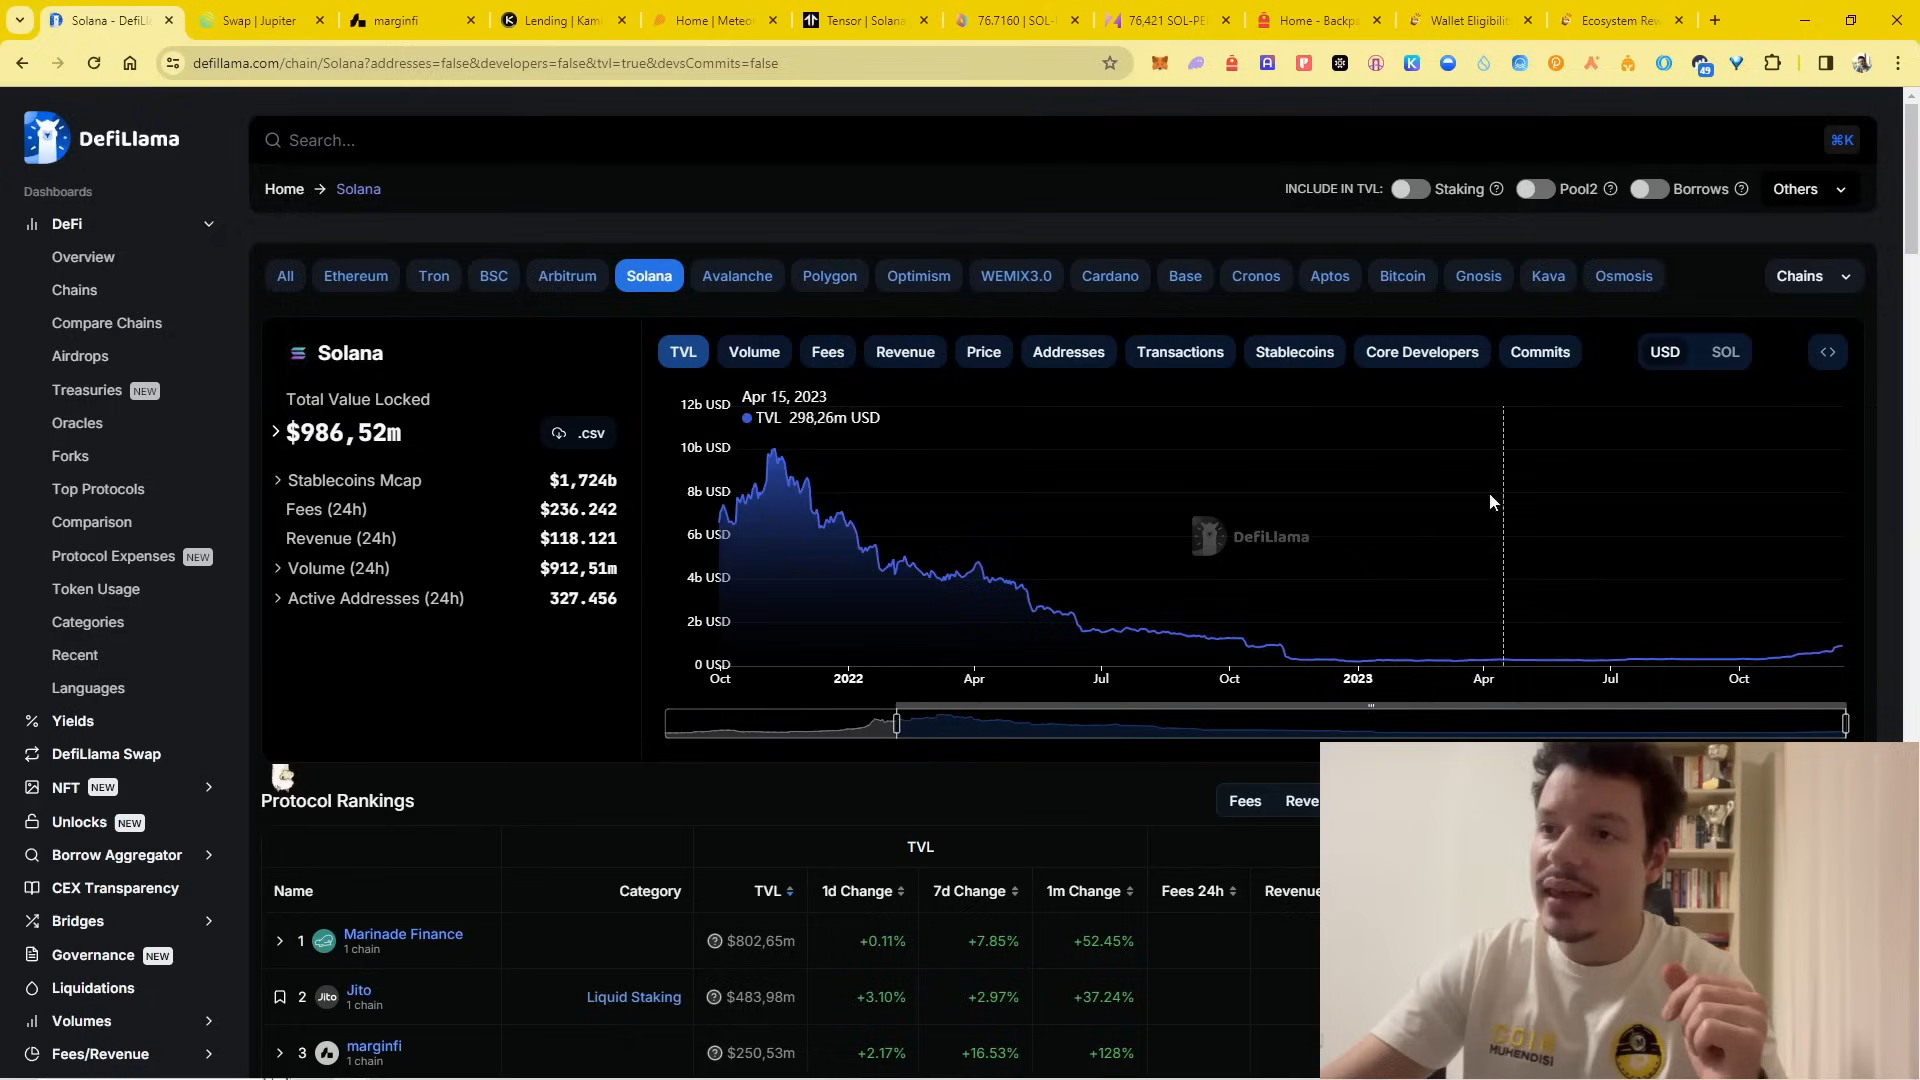 Solana - DefiLl
Swap | Jupiter
marginfi
Lending | Kami
Home | Meteo
Tensor | Solana
76.7160 | SOL-
76,421 SOL-PE
Home - Backpa
Wallet Eligibilit
Ecosystem Rew
defillama.com/chain/Solana?addresses=false&developers=false&tvl=true&devsCommits=false
49
DefiLlama
Search...
⌘K
Home → Solana
INCLUDE IN TVL: Staking Pool2 Borrows Others
All Ethereum Tron BSC Arbitrum Solana Avalanche Polygon Optimism WEMIX3.0 Cardano Base Cronos Aptos Bitcoin Gnosis Kava Osmosis Chains
Dashboards
DeFi
Overview
Chains
Compare Chains
Airdrops
Treasuries NEW
Oracles
Forks
Top Protocols
Comparison
Protocol Expenses NEW
Token Usage
Categories
Recent
Languages
Yields
DefiLlama Swap
NFT NEW
Unlocks NEW
Borrow Aggregator
CEX Transparency
Bridges
Governance NEW
Liquidations
Volumes
Fees/Revenue
Solana
Total Value Locked
$986,52m
.csv
Stablecoins Mcap $1,724b
Fees (24h) $236.242
Revenue (24h) $118.121
Volume (24h) $912,51m
Active Addresses (24h) 327.456
TVL Volume Fees Revenue Price Addresses Transactions Stablecoins Core Developers Commits USD SOL
Apr 15, 2023
TVL 298,26m USD
12b USD
10b USD
8b USD
6b USD
4b USD
2b USD
0 USD
DefiLlama
Oct 2022 Apr Jul Oct 2023 Apr Jul Oct
Protocol Rankings
Fees Reve
TVL
Name Category TVL 1d Change 7d Change 1m Change Fees 24h Revenue
1 Marinade Finance $802,65m +0.11% +7.85% +52.45%
1 chain
2 Jito Jito Liquid Staking $483,98m +3.10% +2.97% +37.24%
1 chain
3 marginfi $250,53m +2.17% +16.53% +128%
1 chain
COIN
MUHENDISI